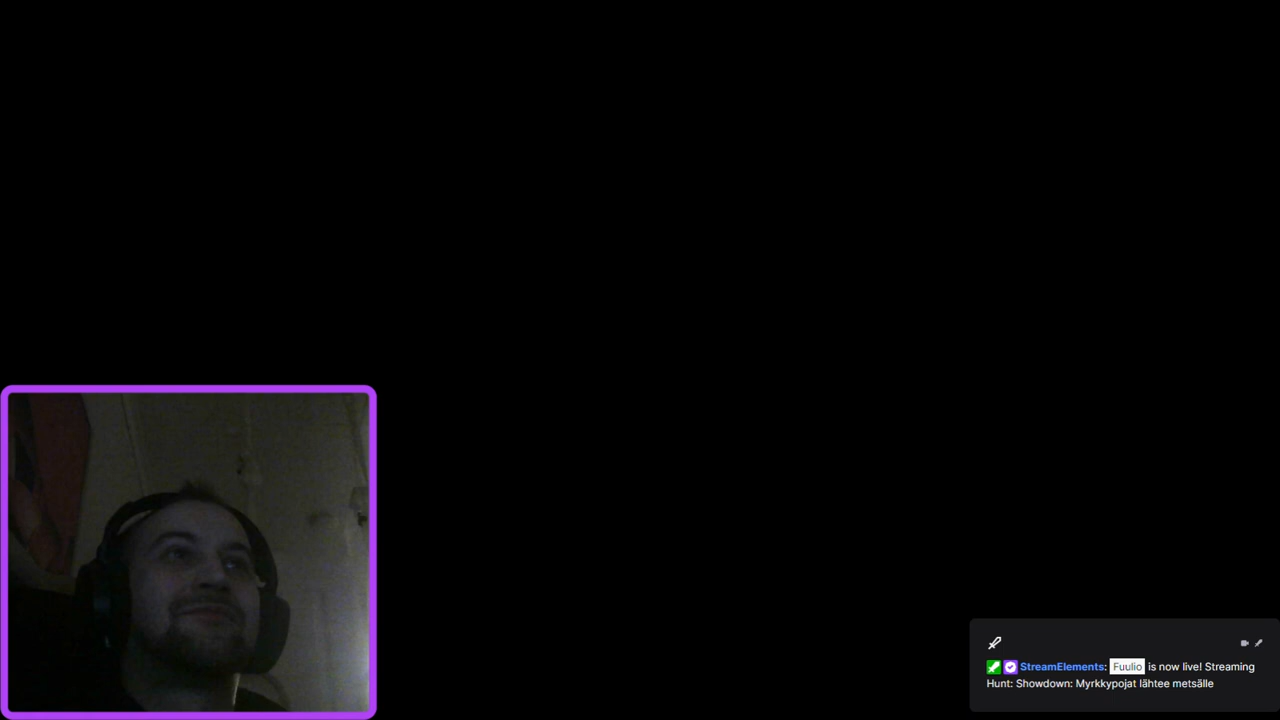 StreamElements: Fuulio is now live! Streaming
Hunt: Showdown: Myrkkypojat lähtee metsälle